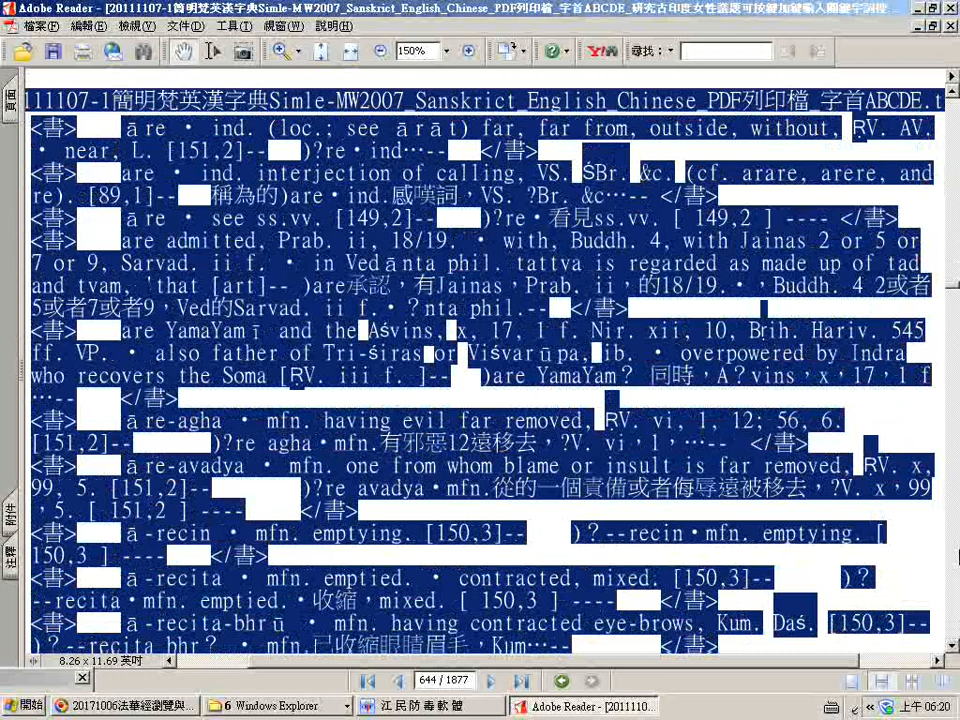 Adobe Reader - [20111107-1簡明梵英漢字典Simle-MW2007_Sanskrict_English_Chinese_PDF列印檔_字首ABCDE_研究古印度女性議題可按鍵加鍵輸入關鍵字詞搜
檔案(F) 編輯(E) 檢視(V) 文件(D) 工具(T) 視窗(W) 說明(H)
150% Y! 尋找：
頁面
111107-1簡明梵英漢字典Simle-MW2007_Sanskrict_English_Chinese_PDF列印檔_字首ABCDE.t
<書> āre • ind. (loc.; see ārāt) far, far from, outside, without, ṚV. AV.
• near, L. [151,2]-- )?re‧ind…-- </書>
<書> are • ind. interjection of calling, VS. ŚBr. &c. (cf. arare, arere, and
re). [89,1]-- 稱為的)are‧ind.感嘆詞，VS. ?Br. &c…-- </書>
<書> āre • see ss.vv. [149,2]-- )?re‧看見ss.vv. [ 149,2 ] ---- </書>
<書> are admitted, Prab. ii, 18/19. • with, Buddh. 4, with Jainas 2 or 5 or
7 or 9, Sarvad. ii f. • in Vedānta phil. tattva is regarded as made up of tad
and tvam, 'that [art]-- )are承認，有Jainas，Prab. ii，的18/19.‧，Buddh. 4 2或者
5或者7或者9，Ved的Sarvad. ii f.‧?nta phil.-- </書>
<書> are YamaYamī and the Aśvins, x, 17, 1 f. Nir. xii, 10, Bṛih. Hariv. 545
ff. VP. • also father of Tri-śiras or Viśvarūpa, ib. • overpowered by Indra
who recovers the Soma [ṚV. iii f. ]-- )are YamaYam? 同時，A?vins，x，17，1 f
…-- </書>
<書> āre-agha • mfn. having evil far removed, ṚV. vi, 1, 12; 56, 6.
[151,2]-- )?re agha‧mfn.有邪惡12遠移去，?V. vi，1，…-- </書>
<書> āre-avadya • mfn. one from whom blame or insult is far removed, ṚV. x,
99, 5. [151,2]-- )?re avadya‧mfn.從的一個責備或者侮辱遠被移去，?V. x，99
，5. [ 151,2 ] ---- </書>
<書> ā-recin • mfn. emptying. [150,3]-- )?--recin‧mfn. emptying. [
150,3 ] ---- </書>
<書> ā-recita • mfn. emptied. • contracted, mixed. [150,3]-- )?
--recita‧mfn. emptied.‧收縮，mixed. [ 150,3 ] ---- </書>
<書> ā-recita-bhrū • mfn. having contracted eye-brows, Kum. Daś. [150,3]--
)?--recita bhr?‧mfn.已收縮眼睛眉毛，Kum…-- </書>
附件
注釋
8.26 x 11.69 英吋
644 / 1877
開始 20171006法華經瀏覽與... 6 Windows Explorer 江民防毒軟體 Adobe Reader - [2011110... 上午 06:20